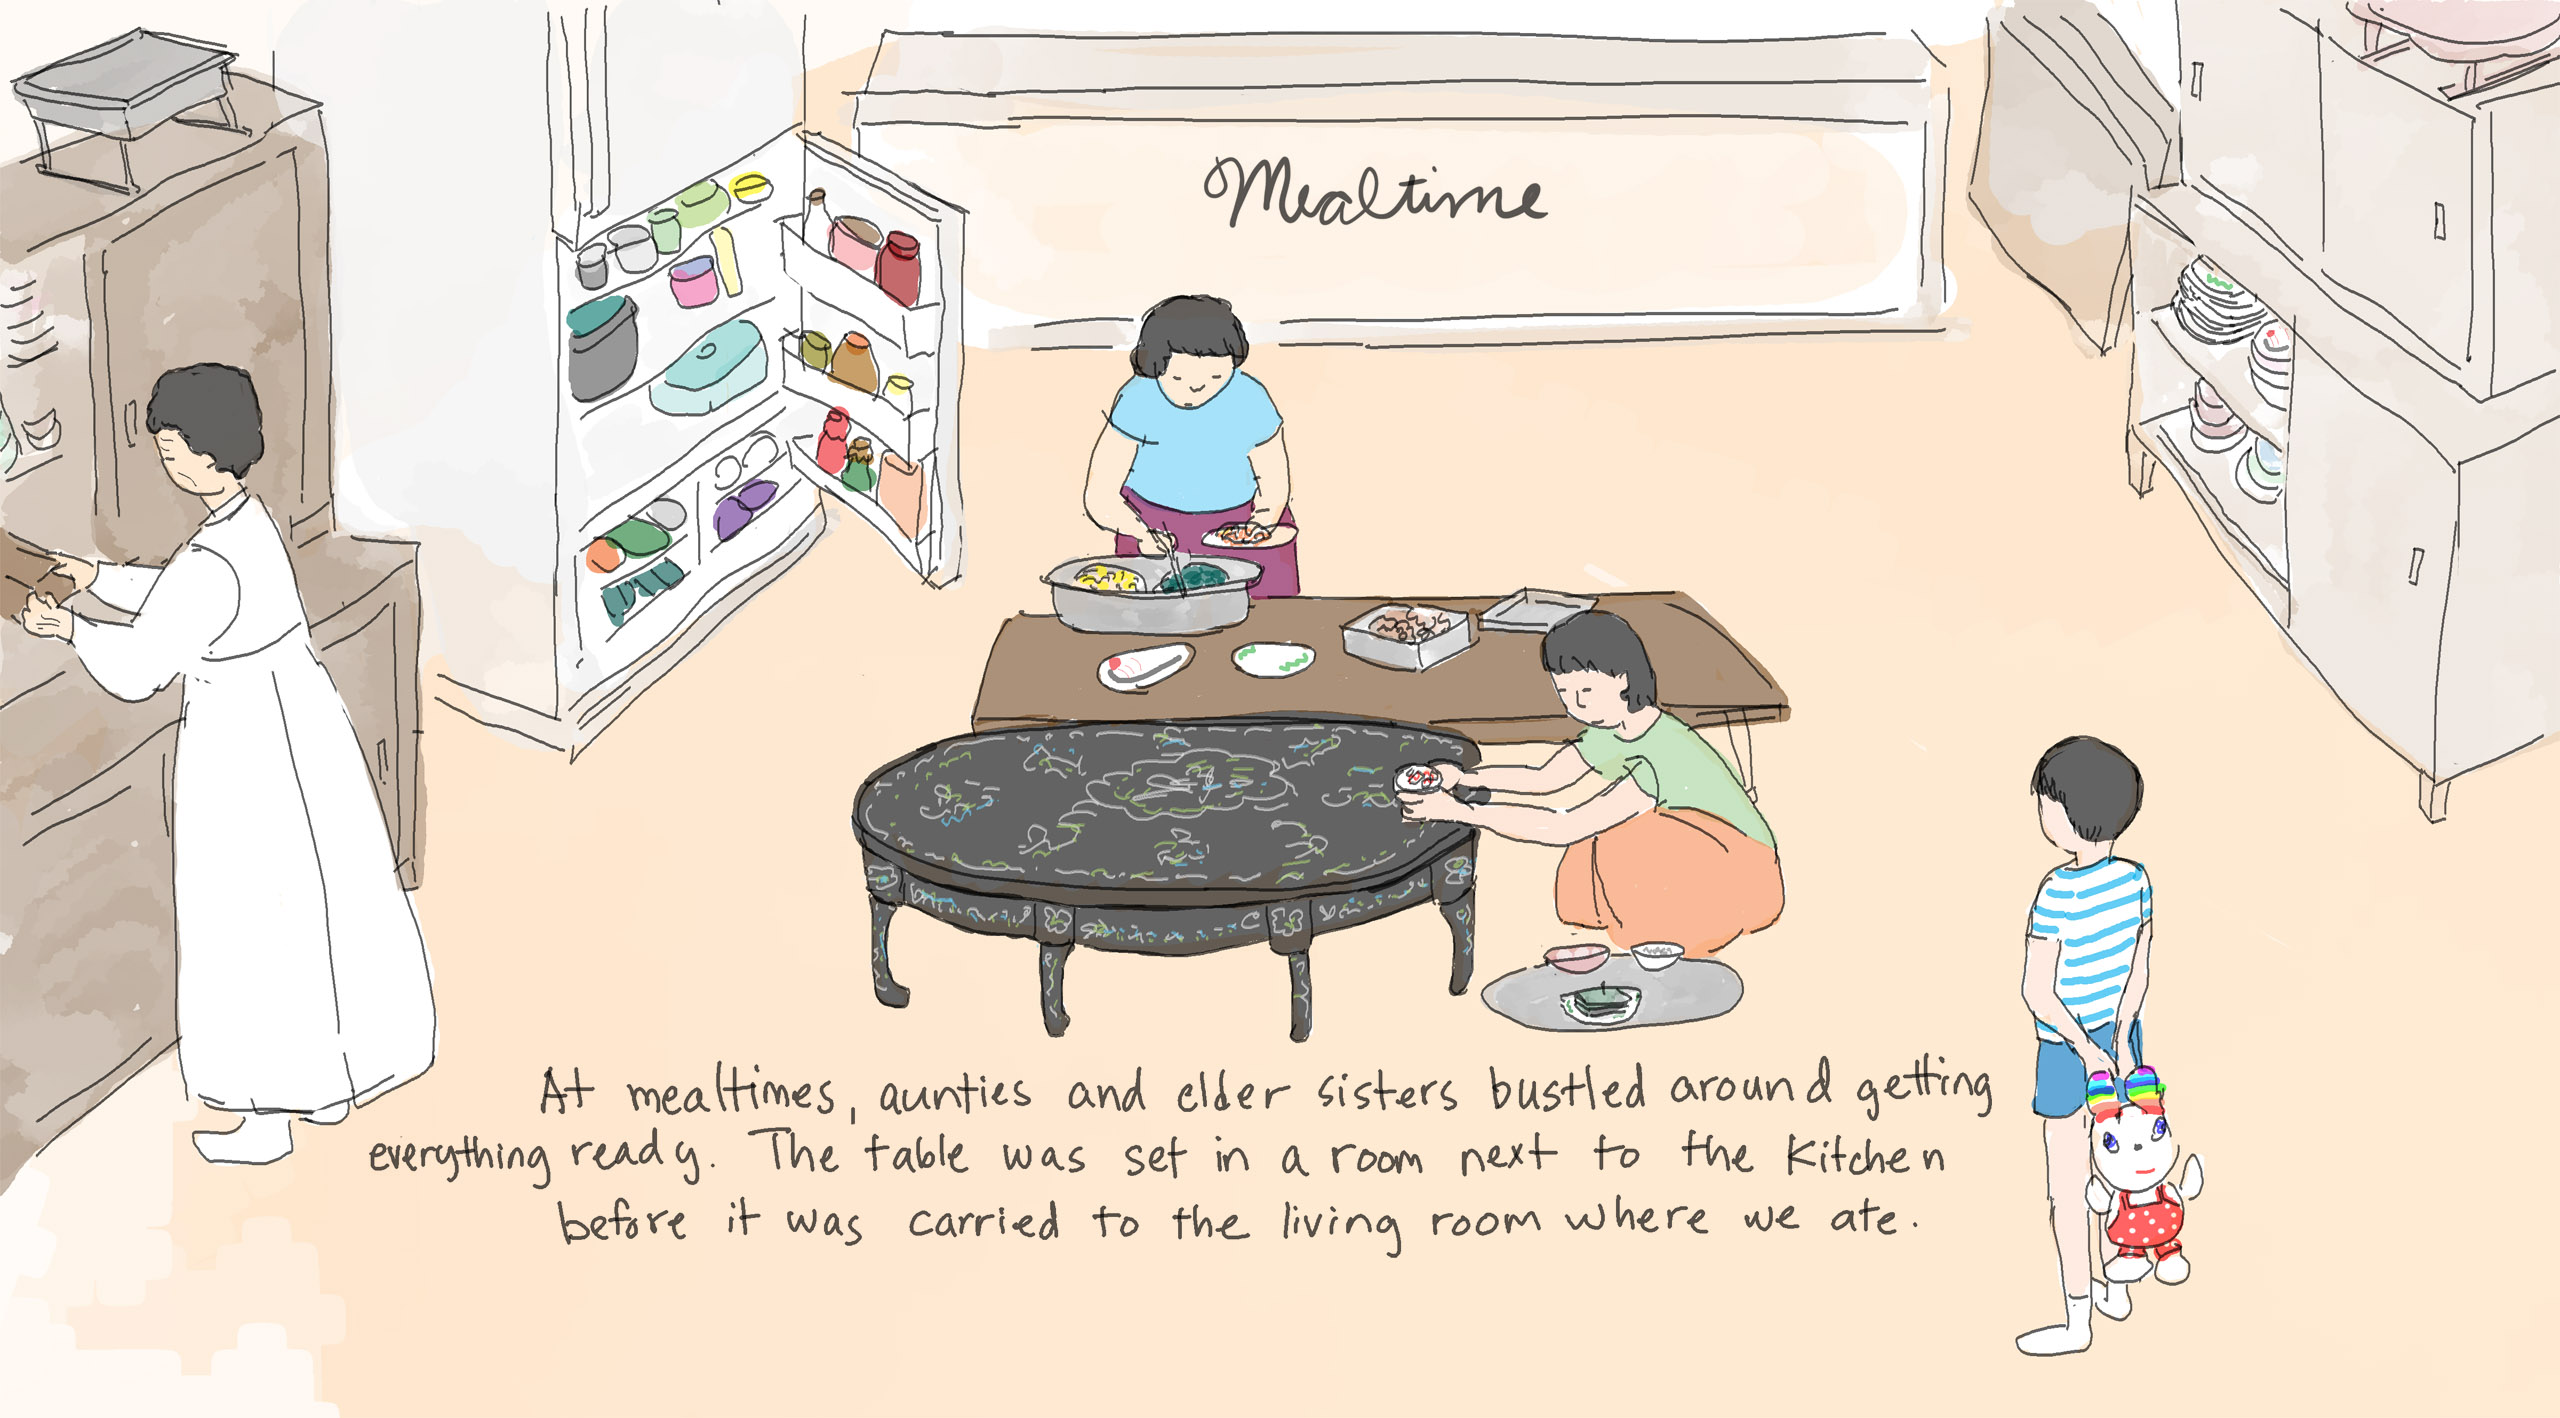 Mealtime
At mealtimes, aunties and elder sisters bustled around getting
everything ready. The table was set in a room next to the kitchen
before it was carried to the living room where we ate.